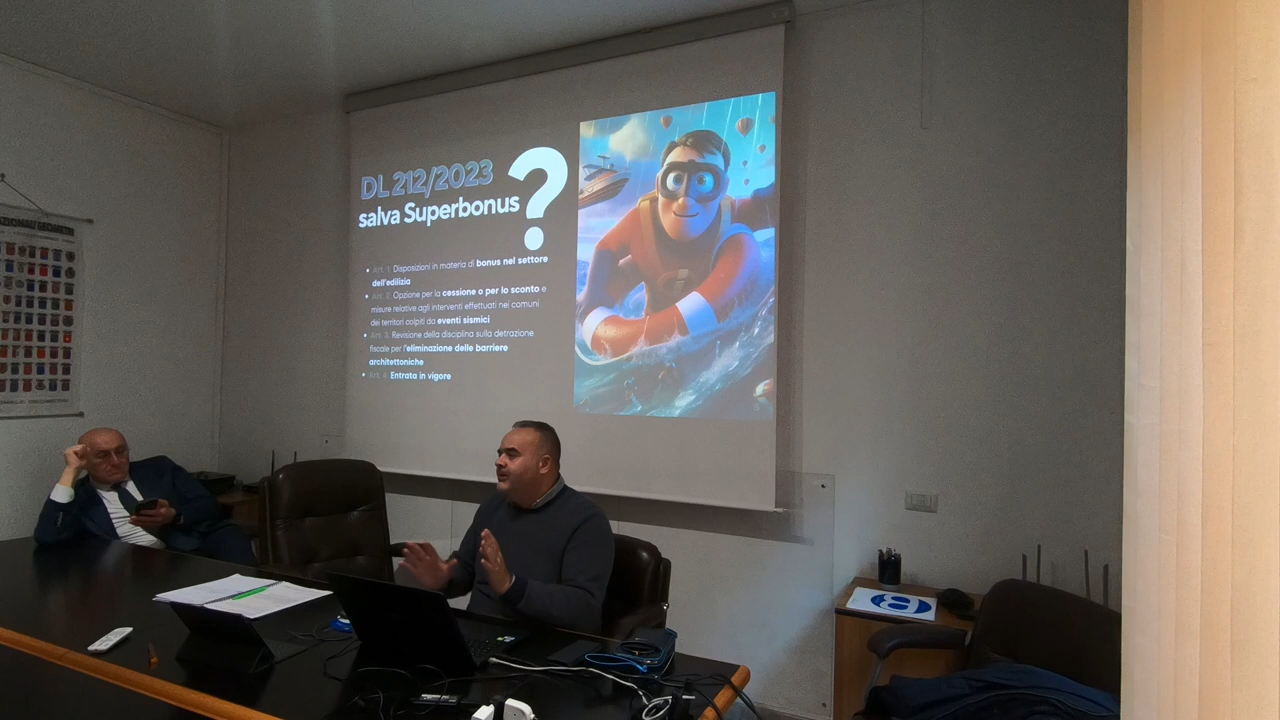 DL 212/2023
salva Superbonus?
• Art. 1. Disposizioni in materia di bonus nel settore
dell'edilizia
• Art. 2. Opzione per la cessione o per lo sconto e
misure relative agli interventi effettuati nei comuni
dei territori colpiti da eventi sismici
• Art. 3. Revisione della disciplina sulla detrazione
fiscale per l'eliminazione delle barriere
architettoniche
• Art. 4. Entrata in vigore